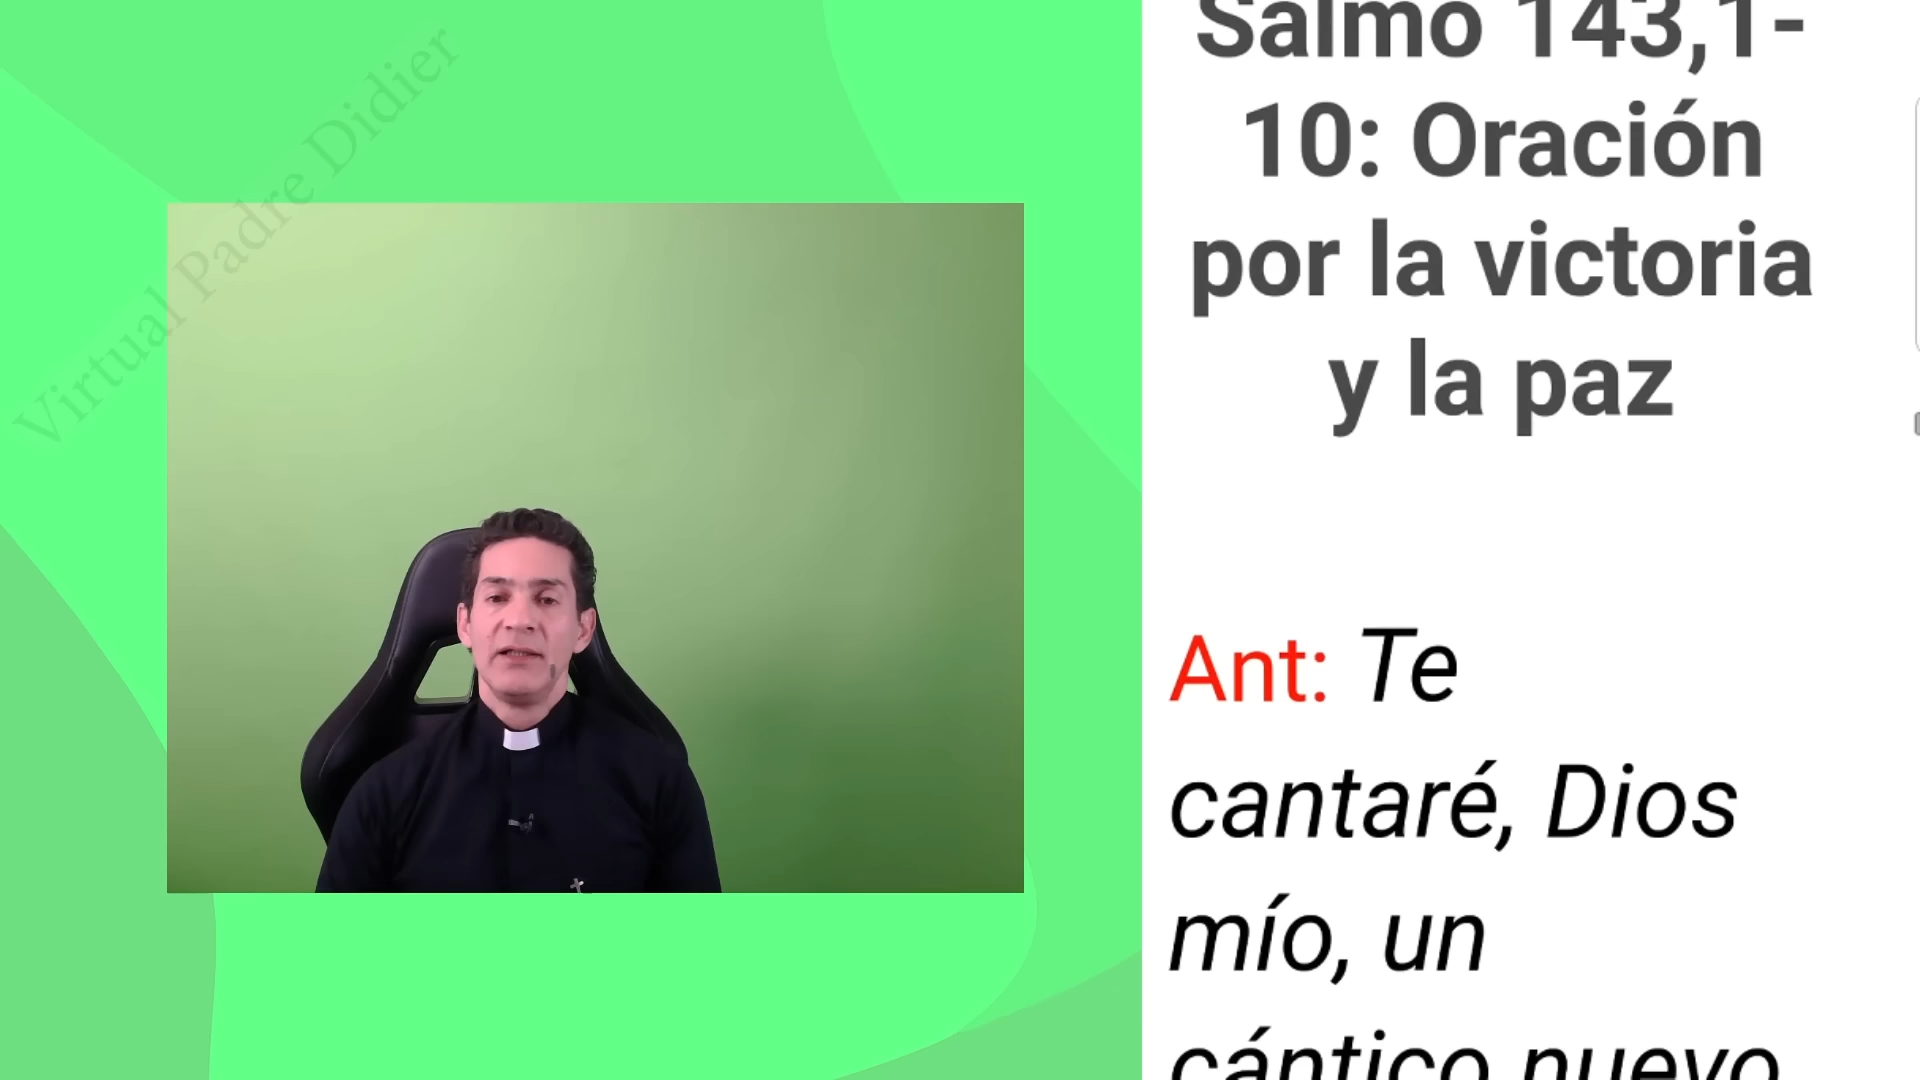 Virtual Padre Didier
Salmo 143,1-
10: Oración
por la victoria
y la paz
Ant: Te
cantaré, Dios
mío, un
cántico nuevo